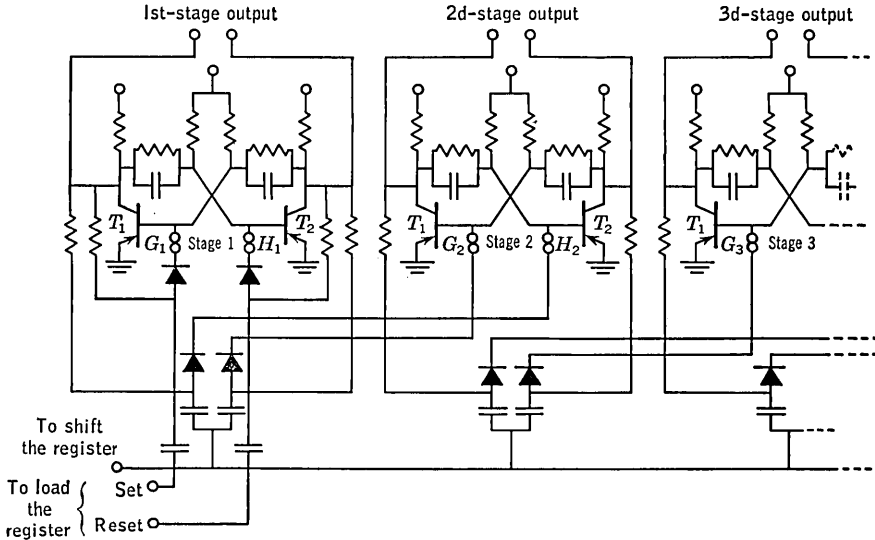 1st-stage output
2d-stage output
3d-stage output
T1
G1
Stage 1
H1
T2
T1
G2
Stage 2
H2
T2
T1
G3
Stage 3
To shift
the register
To load
the
register
Set
Reset